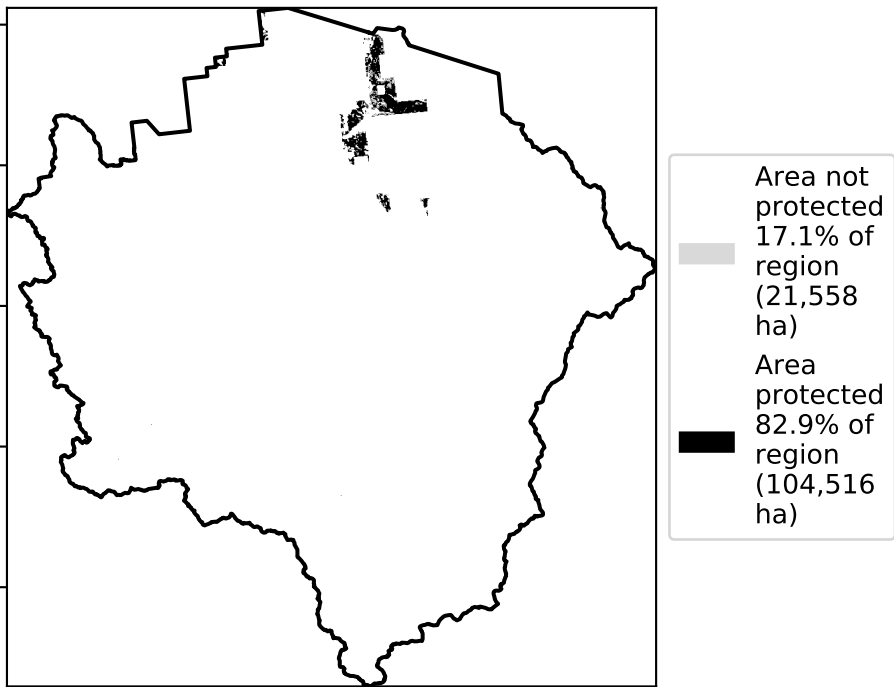 Area not
protected
17.1% of
region
(21,558
ha)
Area
protected
82.9% of
region
(104,516
ha)